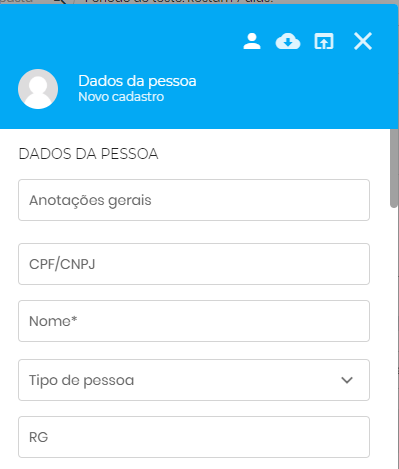 Dados da pessoa
Novo cadastro
DADOS DA PESSOA
Anotações gerais
CPF/CNPJ
Nome*
Tipo de pessoa
RG